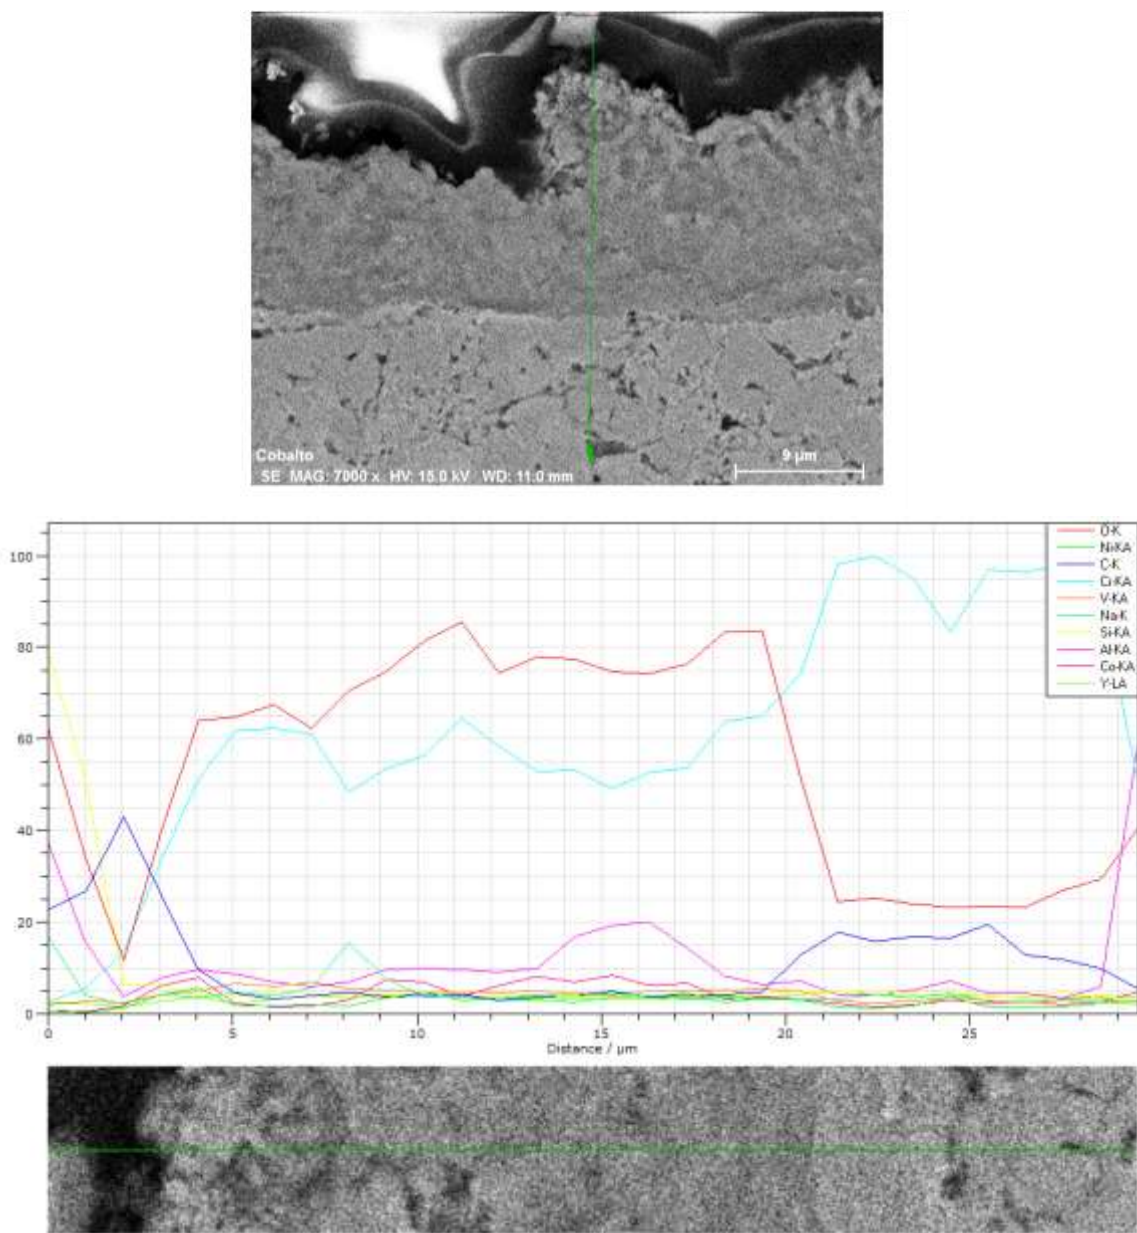 Cobalto
9 µm
SE MAG: 7000 x HV: 15.0 kV WD: 11.0 mm
100
80
60
40
20
0
O-K
Ni-KA
C-K
Cr-KA
V-KA
Na-K
Si-KA
Al-KA
Co-KA
Y-LA
0 5 10 15 20 25
Distance / µm